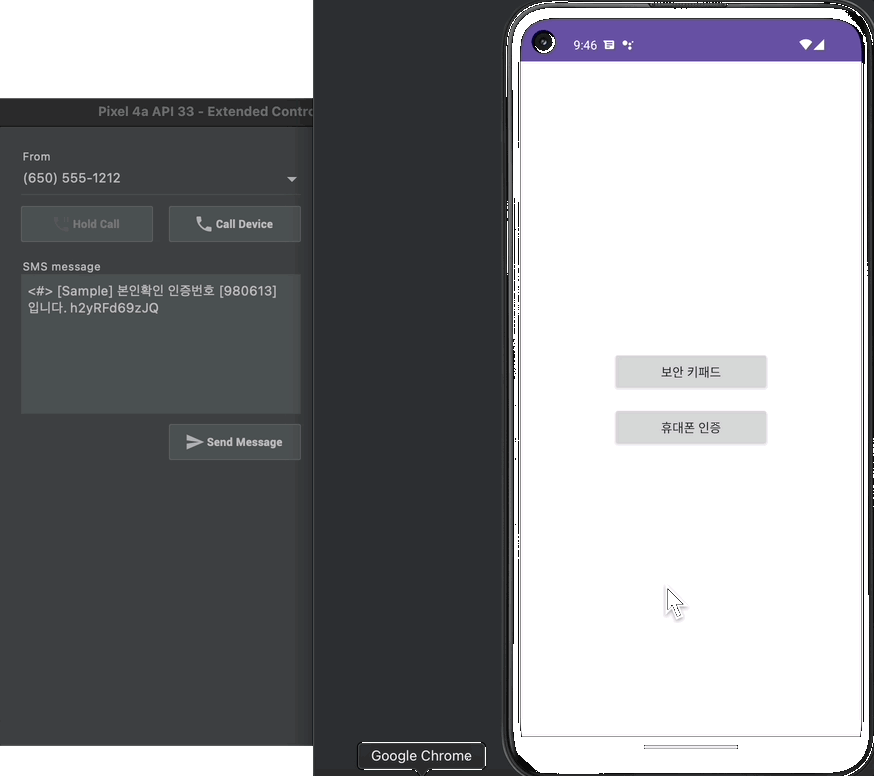 Pixel 4a API 33 - Extended Contro
From
(650) 555-1212
Hold Call
Call Device
SMS message
<#> [Sample] 본인확인 인증번호 [980613]
입니다. h2yRFd69zJQ
Send Message
9:46
보안 키패드
휴대폰 인증
Google Chrome